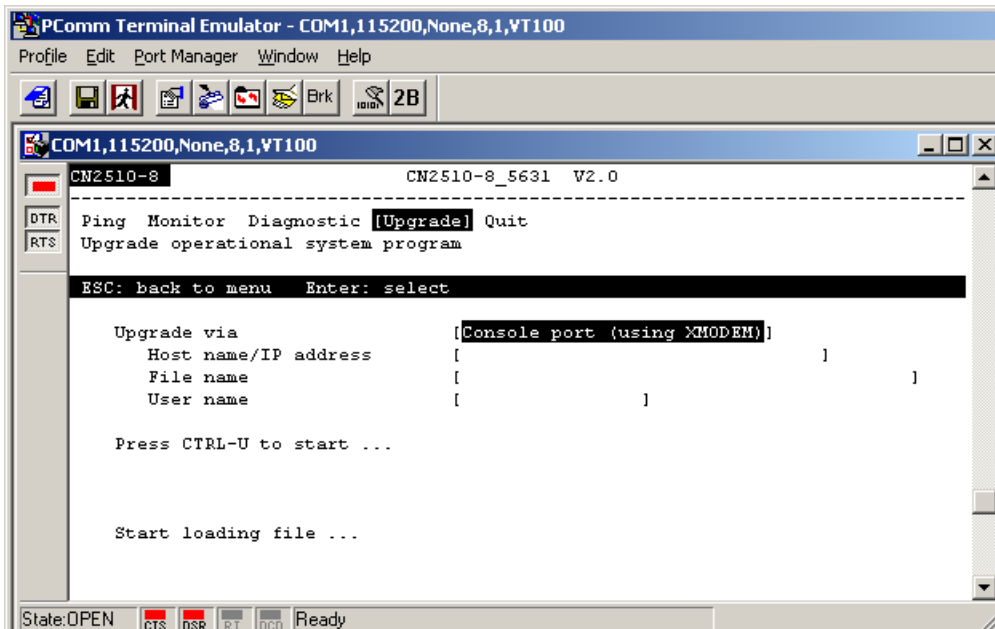 PComm Terminal Emulator - COM1,115200,None,8,1,VT100
Profile Edit Port Manager Window Help
Brk 2B
COM1,115200,None,8,1,VT100
CN2510-8 CN2510-8_5631 V2.0
DTR
RTS
Ping Monitor Diagnostic [Upgrade] Quit
Upgrade operational system program
ESC: back to menu Enter: select
Upgrade via [Console port (using XMODEM)]
Host name/IP address [ ]
File name [ ]
User name [ ]
Press CTRL-U to start ...
Start loading file ...
State:OPEN CTS DSR RI DCD Ready